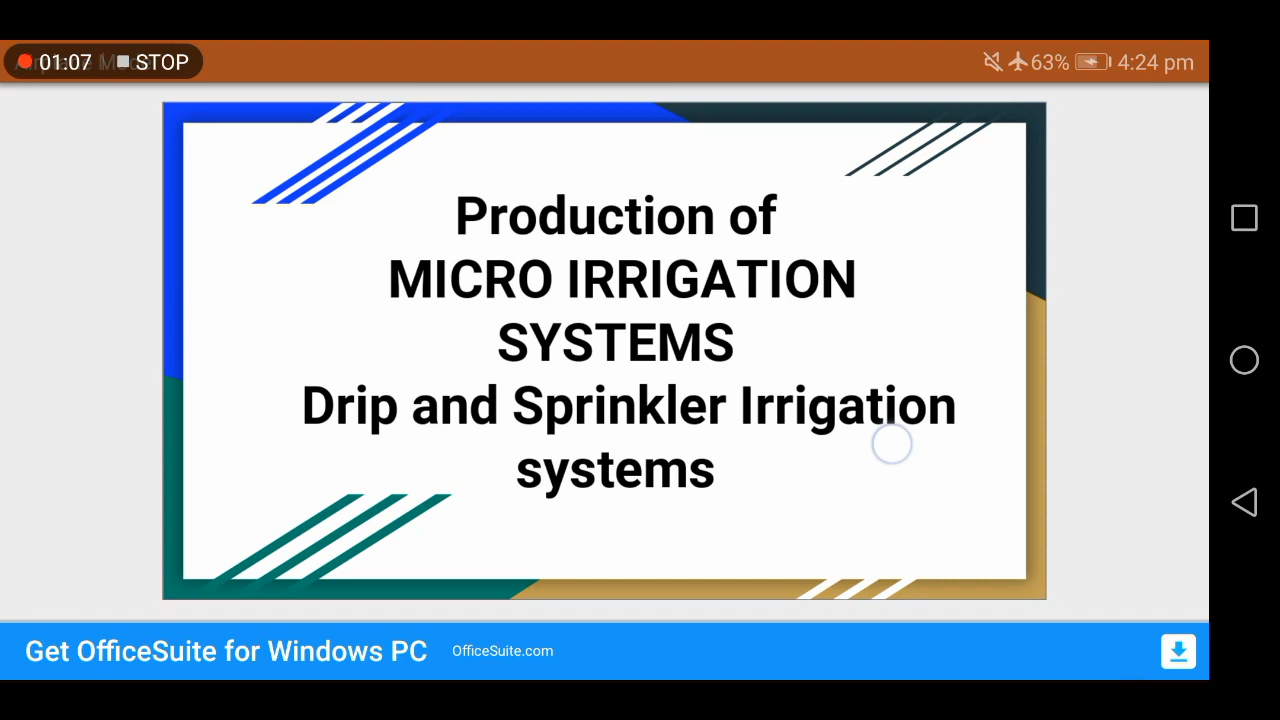 01:07 STOP
63% 4:24 pm
Production of
MICRO IRRIGATION
SYSTEMS
Drip and Sprinkler Irrigation
systems
Get OfficeSuite for Windows PC OfficeSuite.com